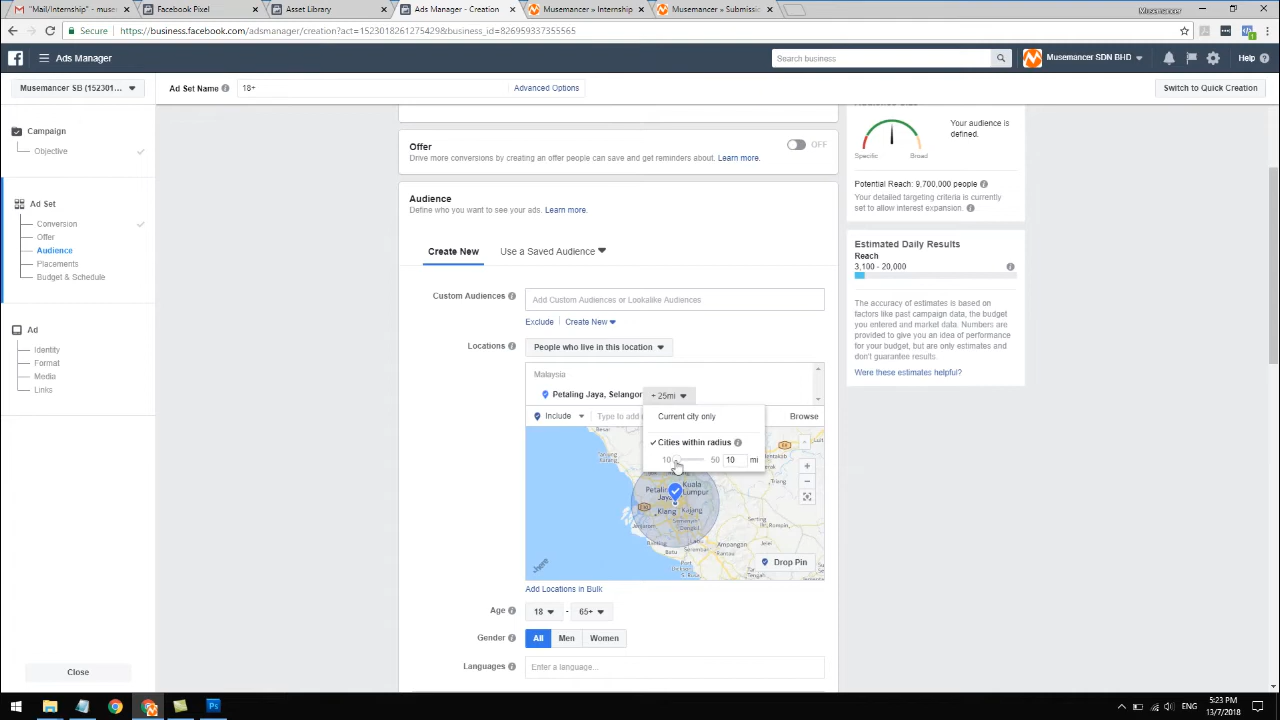 "Mail/Internship" - muse
Facebook Pixel
Asset Library
Ads Manager - Creation
Musemancer » Internship
Musemancer » Submissi
Musemancer
Secure
https://business.facebook.com/adsmanager/creation?act=1523018261275429&business_id=826959337355565
Ads Manager
Search business
Musemancer SDN BHD
Help
Musemancer SB (152301...
Ad Set Name
18+
Advanced Options
Switch to Quick Creation
Campaign
Objective
Ad Set
Conversion
Offer
Audience
Placements
Budget & Schedule
Ad
Identity
Format
Media
Links
Close
Offer
OFF
Drive more conversions by creating an offer people can save and get reminders about. Learn more.
Audience
Define who you want to see your ads. Learn more.
Create New
Use a Saved Audience
Custom Audiences
Add Custom Audiences or Lookalike Audiences
Exclude
Create New
Locations
People who live in this location
Malaysia
Petaling Jaya, Selangor
+ 25mi
Include
Type to add
Browse
Current city only
Cities within radius
10
50
10
mi
Petaling Jaya
Kuala Lumpur
Klang
Kajang
Batu
here
Drop Pin
Add Locations in Bulk
Age
18
-
65+
Gender
All
Men
Women
Languages
Enter a language...
Audience Size
Your audience is
defined.
Specific
Broad
Potential Reach: 9,700,000 people
Your detailed targeting criteria is currently
set to allow interest expansion.
Estimated Daily Results
Reach
3,100 - 20,000
The accuracy of estimates is based on
factors like past campaign data, the budget
you entered and market data. Numbers are
provided to give you an idea of performance
for your budget, but are only estimates and
don't guarantee results.
Were these estimates helpful?
ENG
5:23 PM
13/7/2018